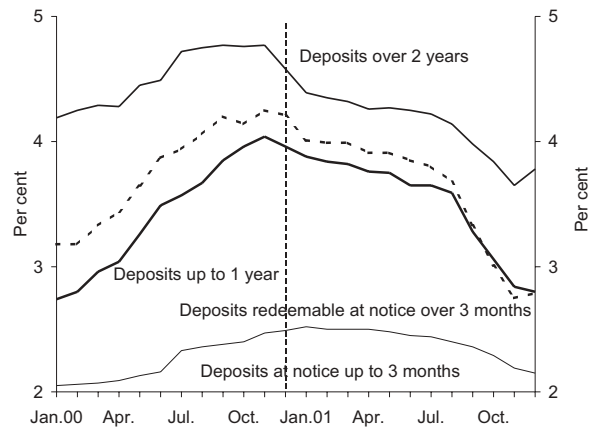 5 5
Deposits over 2 years
4 4
Per cent Per cent
3 3
Deposits up to 1 year
Deposits redeemable at notice over 3 months
Deposits at notice up to 3 months
2 2
Jan.00 Apr. Jul. Oct. Jan.01 Apr. Jul. Oct.